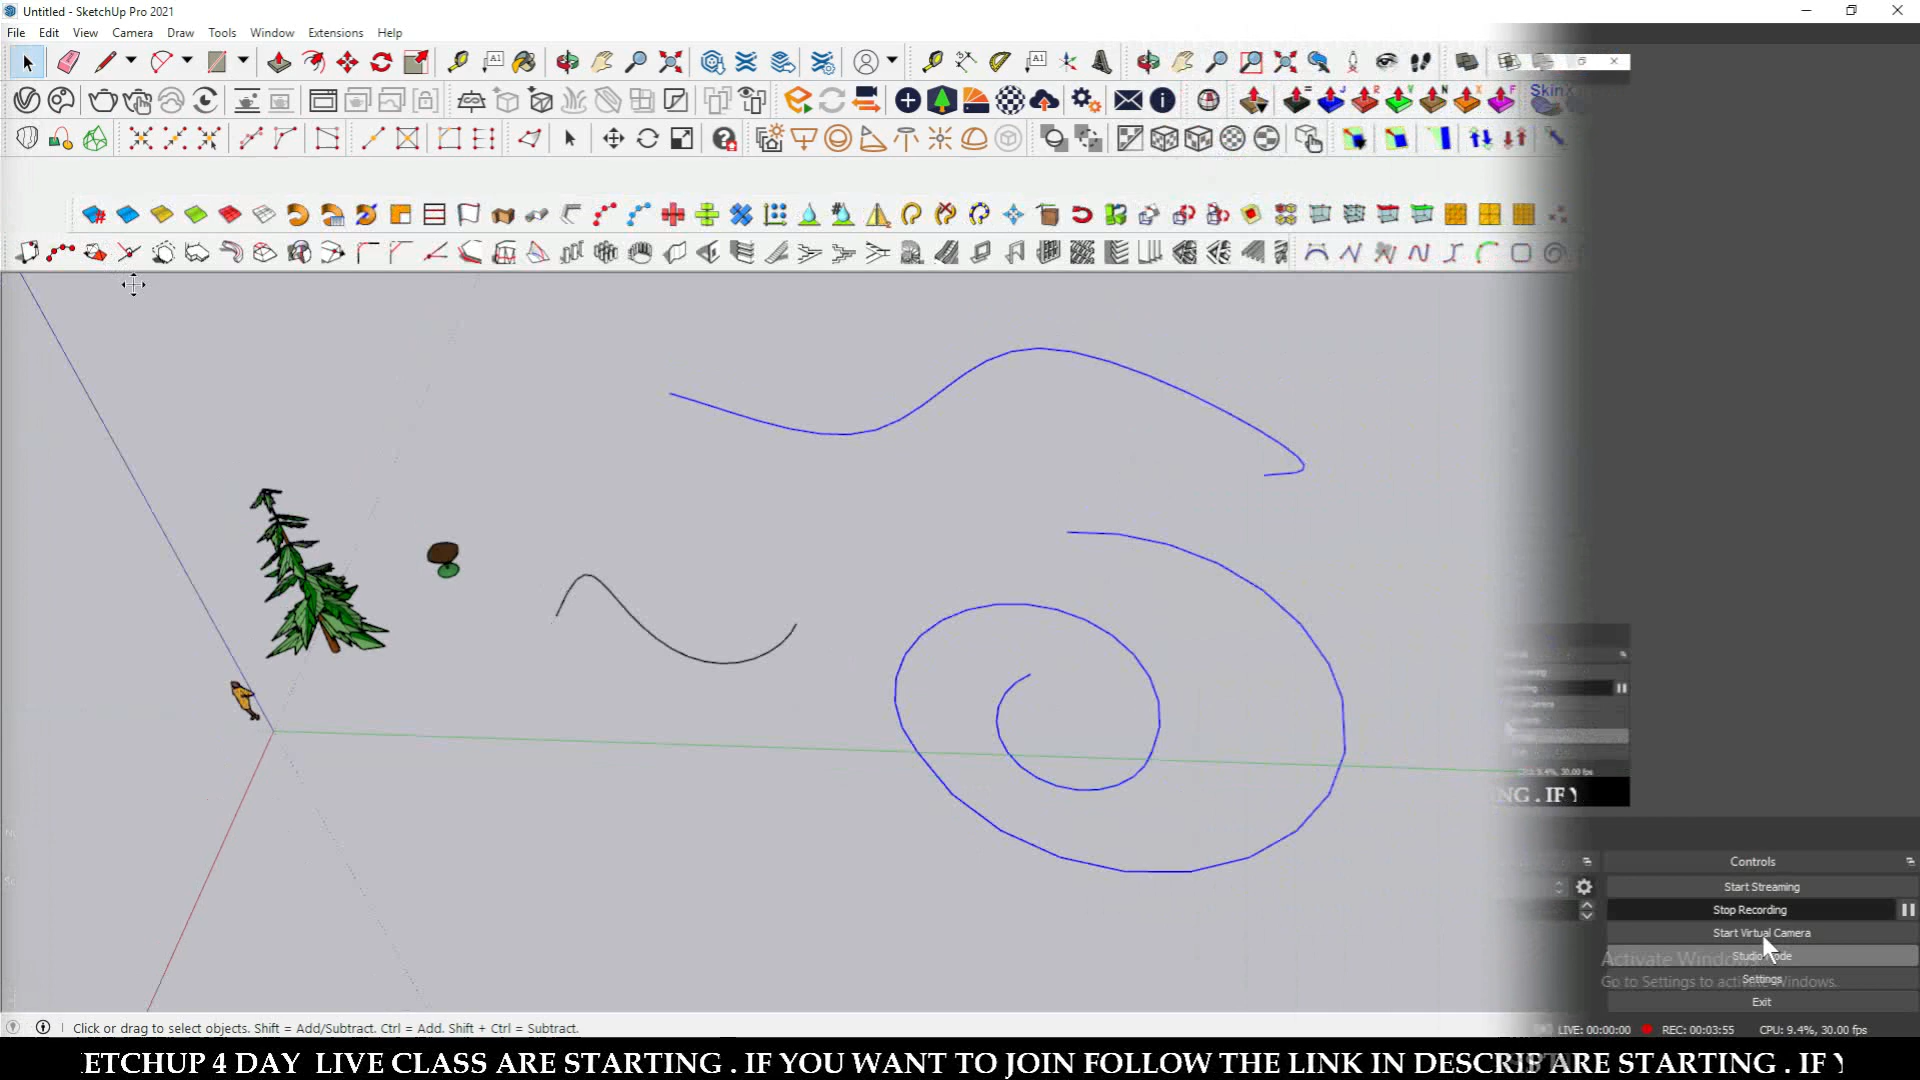 Untitled - SketchUp Pro 2021
File Edit View Camera Draw Tools Window Extensions Help
Controls
Start Streaming
Stop Recording
Start Virtual Camera
Settings
Exit
Activate Windows
Go to Settings to activate Windows.
NG . IF Y
Click or drag to select objects. Shift = Add/Subtract. Ctrl = Add. Shift + Ctrl = Subtract.
LIVE: 00:00:00 REC: 00:03:55 CPU: 9.4%, 30.00 fps
ETCHUP 4 DAY LIVE CLASS ARE STARTING . IF YOU WANT TO JOIN FOLLOW THE LINK IN DESCRIB ARE STARTING . IF Y